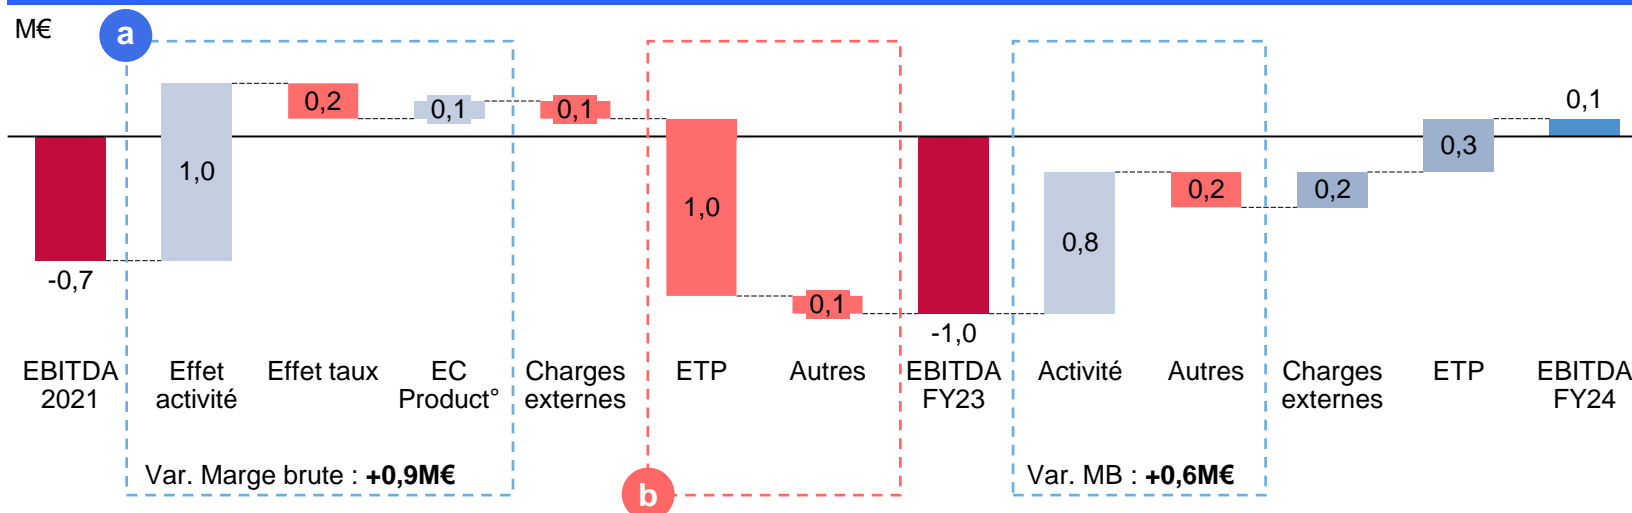 M€
a
0,2
0,1
0,1
0,1
1,0
0,3
1,0
0,2
0,2
0,8
-0,7
0,1
-1,0
EBITDA
2021
Effet
activité
Effet taux
EC
Product°
Charges
externes
ETP
Autres
EBITDA
FY23
Activité
Autres
Charges
externes
ETP
EBITDA
FY24
Var. Marge brute : +0,9M€
Var. MB : +0,6M€
b